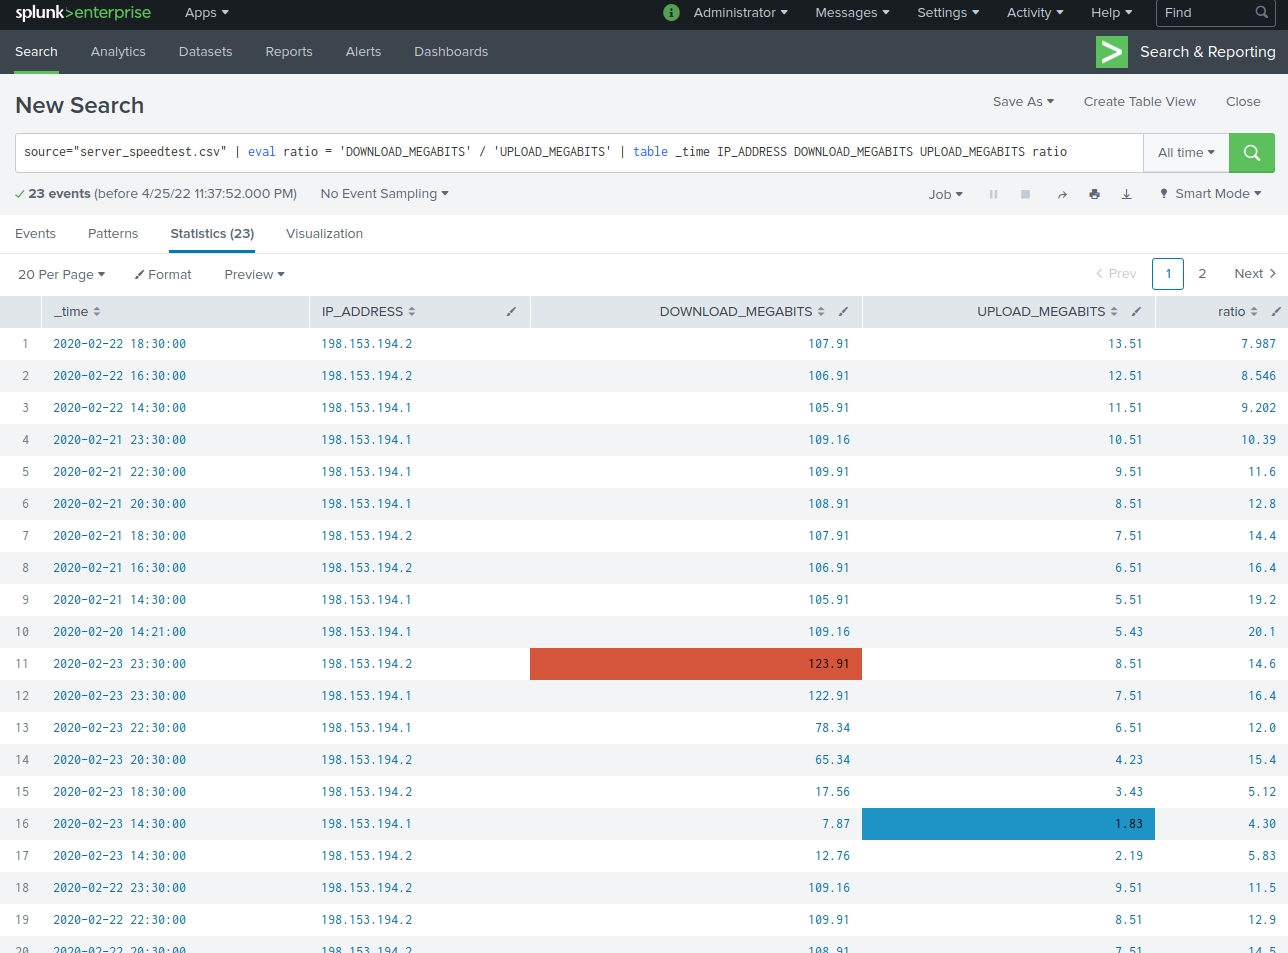 splunk>enterprise Apps Administrator Messages Settings Activity Help Find
Search Analytics Datasets Reports Alerts Dashboards Search & Reporting
New Search Save As Create Table View Close
source="server_speedtest.csv" | eval ratio = 'DOWNLOAD_MEGABITS' / 'UPLOAD_MEGABITS' | table _time IP_ADDRESS DOWNLOAD_MEGABITS UPLOAD_MEGABITS ratio All time
23 events (before 4/25/22 11:37:52.000 PM) No Event Sampling Job Smart Mode
Events Patterns Statistics (23) Visualization
20 Per Page Format Preview < Prev 1 2 Next >
_time IP_ADDRESS DOWNLOAD_MEGABITS UPLOAD_MEGABITS ratio
1 2020-02-22 18:30:00 198.153.194.2 107.91 13.51 7.987
2 2020-02-22 16:30:00 198.153.194.2 106.91 12.51 8.546
3 2020-02-22 14:30:00 198.153.194.1 105.91 11.51 9.202
4 2020-02-21 23:30:00 198.153.194.1 109.16 10.51 10.39
5 2020-02-21 22:30:00 198.153.194.1 109.91 9.51 11.6
6 2020-02-21 20:30:00 198.153.194.1 108.91 8.51 12.8
7 2020-02-21 18:30:00 198.153.194.2 107.91 7.51 14.4
8 2020-02-21 16:30:00 198.153.194.2 106.91 6.51 16.4
9 2020-02-21 14:30:00 198.153.194.1 105.91 5.51 19.2
10 2020-02-20 14:21:00 198.153.194.1 109.16 5.43 20.1
11 2020-02-23 23:30:00 198.153.194.2 123.91 8.51 14.6
12 2020-02-23 23:30:00 198.153.194.1 122.91 7.51 16.4
13 2020-02-23 22:30:00 198.153.194.1 78.34 6.51 12.0
14 2020-02-23 20:30:00 198.153.194.2 65.34 4.23 15.4
15 2020-02-23 18:30:00 198.153.194.2 17.56 3.43 5.12
16 2020-02-23 14:30:00 198.153.194.1 7.87 1.83 4.30
17 2020-02-23 14:30:00 198.153.194.2 12.76 2.19 5.83
18 2020-02-22 23:30:00 198.153.194.2 109.16 9.51 11.5
19 2020-02-22 22:30:00 198.153.194.2 109.91 8.51 12.9
20 2020-02-22 20:30:00 198.153.194.2 108.91 7.51 14.5